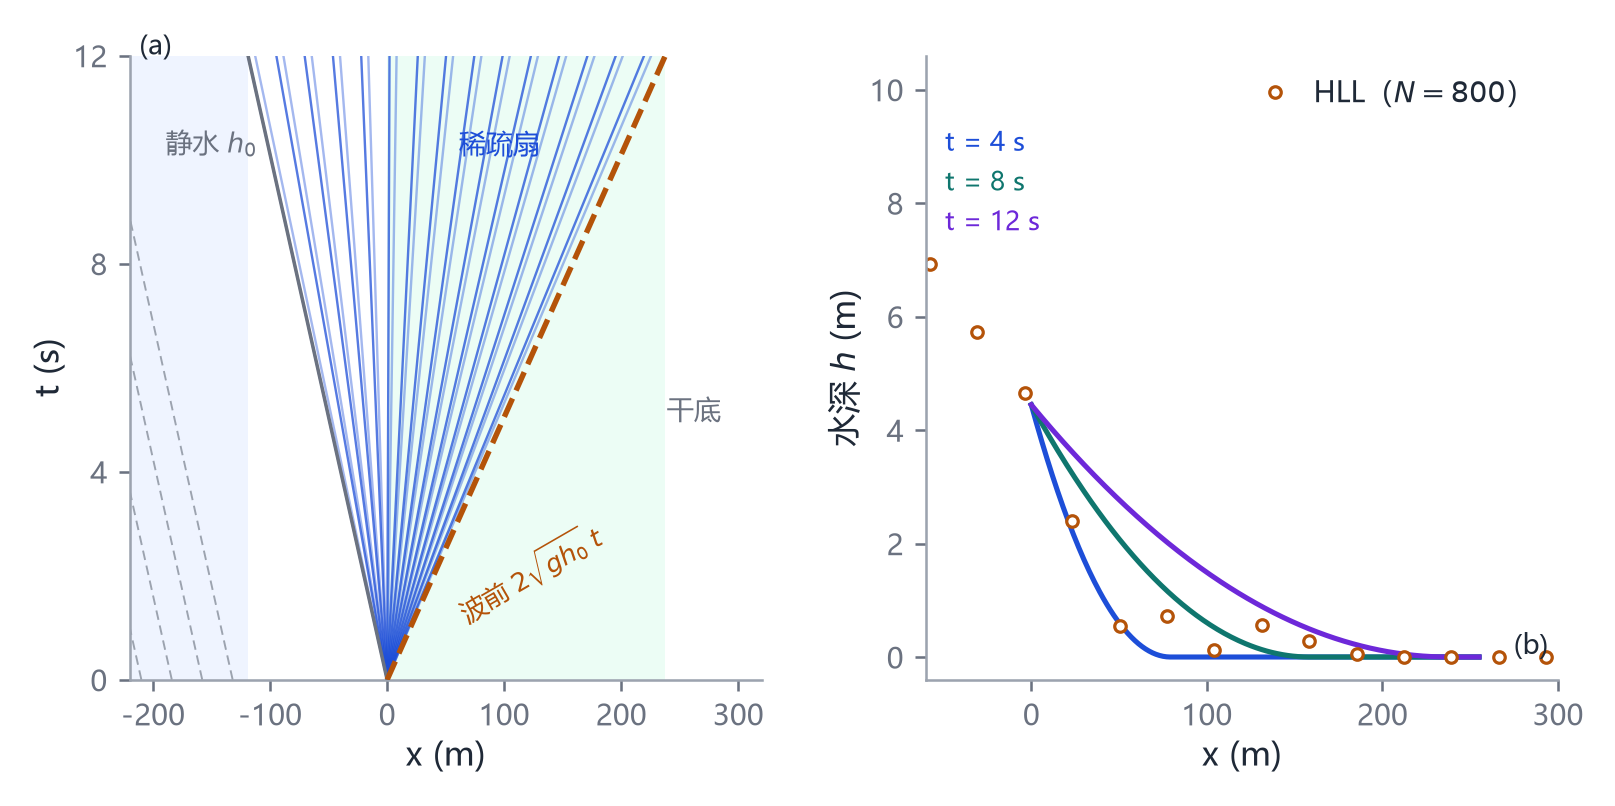 (a)
12
8
4
0
静水 h₀
稀疏扇
干底
波前 2√gh₀ t
t (s)
-200 -100 0 100 200 300
x (m)
HLL (N = 800)
t = 4 s
t = 8 s
t = 12 s
10
8
6
4
2
0
水深 h (m)
(b)
0 100 200 300
x (m)